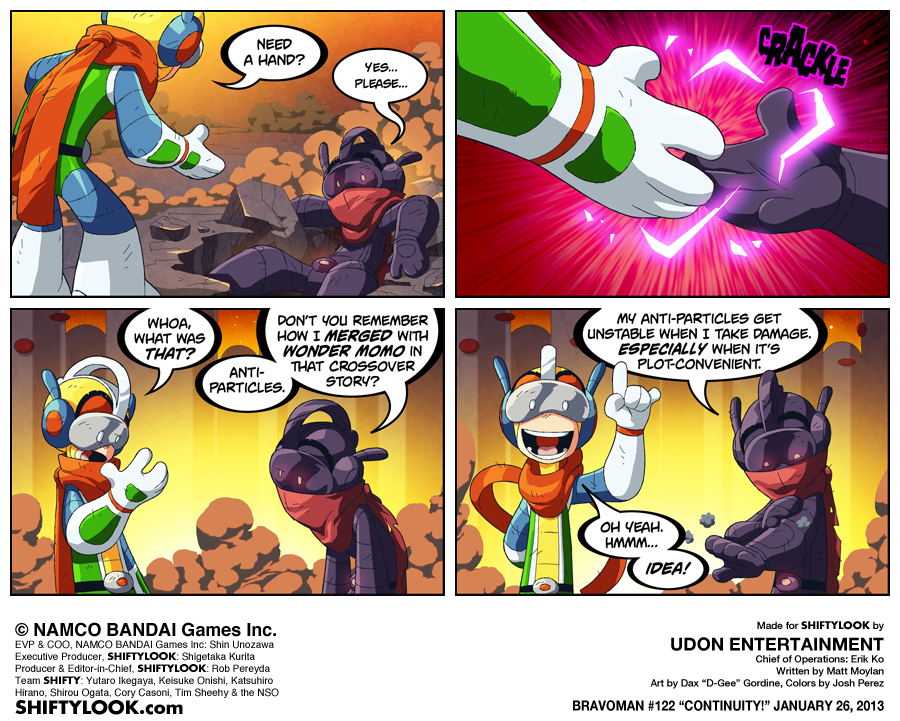 NEED
A HAND?
YES...
PLEASE...
CRACKLE
WHOA,
WHAT WAS
THAT?
ANTI-
PARTICLES.
DON'T YOU REMEMBER
HOW I MERGED WITH
WONDER MOMO IN
THAT CROSSOVER
STORY?
MY ANTI-PARTICLES GET
UNSTABLE WHEN I TAKE DAMAGE.
ESPECIALLY WHEN IT'S
PLOT-CONVENIENT.
OH YEAH.
HMMM...
IDEA!
© NAMCO BANDAI Games Inc.
EVP & COO, NAMCO BANDAI Games Inc: Shin Unozawa
Executive Producer, SHIFTYLOOK: Shigetaka Kurita
Producer & Editor-in-Chief, SHIFTYLOOK: Rob Pereyda
Team SHIFTY: Yutaro Ikegaya, Keisuke Onishi, Katsuhiro
Hirano, Shirou Ogata, Cory Casoni, Tim Sheehy & the NSO
SHIFTYLOOK.com
Made for SHIFTYLOOK by
UDON ENTERTAINMENT
Chief of Operations: Erik Ko
Written by Matt Moylan
Art by Dax "D-Gee" Gordine, Colors by Josh Perez
BRAVOMAN #122 "CONTINUITY!" JANUARY 26, 2013